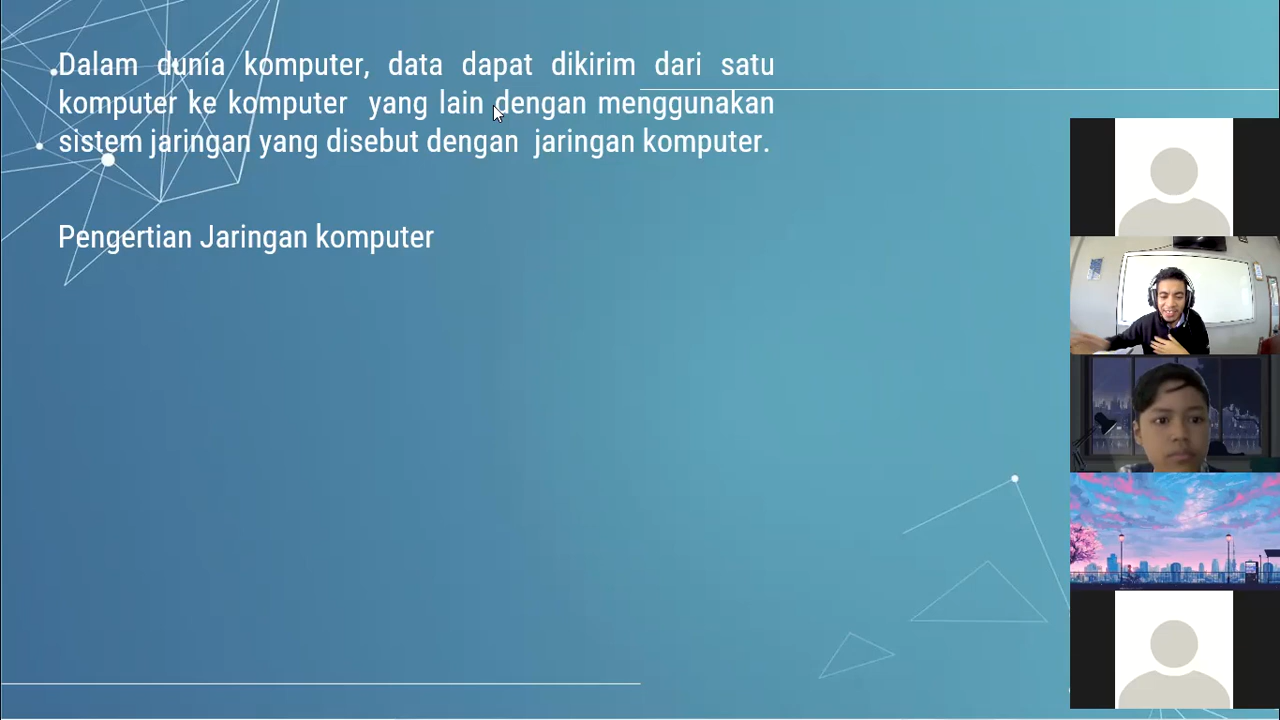 Dalam dunia komputer, data dapat dikirim dari satu
komputer ke komputer yang lain dengan menggunakan
sistem jaringan yang disebut dengan jaringan komputer.
Pengertian Jaringan komputer